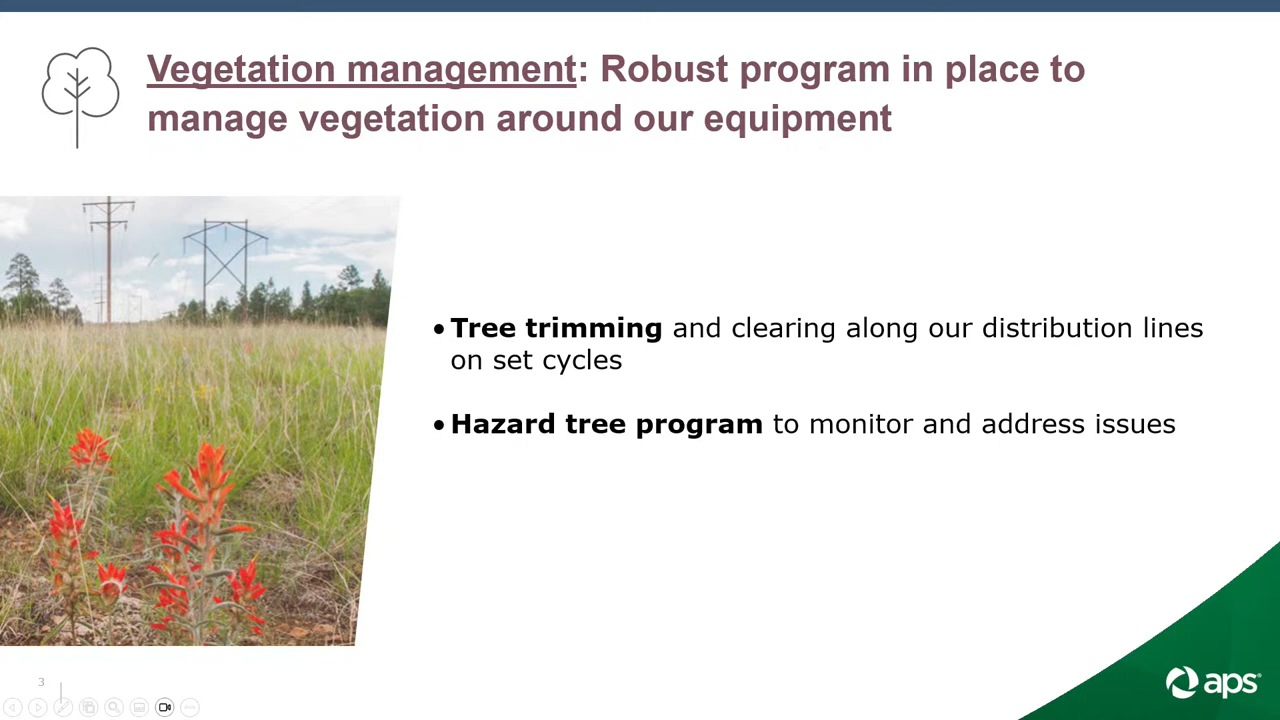 Vegetation management: Robust program in place to
manage vegetation around our equipment
• Tree trimming and clearing along our distribution lines
on set cycles
• Hazard tree program to monitor and address issues
3
aps